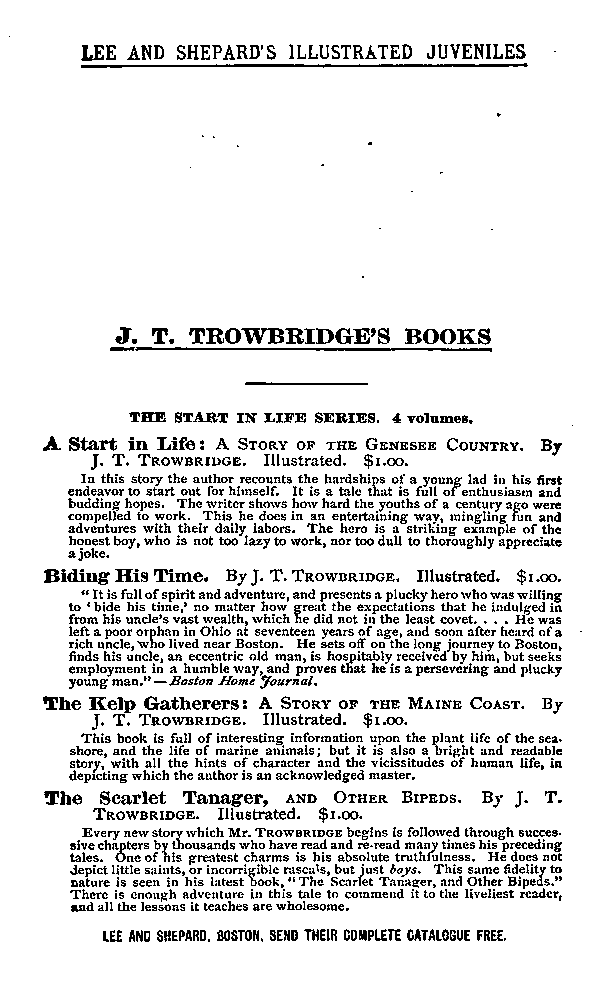 LEE AND SHEPARD'S ILLUSTRATED JUVENILES
J. T. TROWBRIDGE'S BOOKS
THE START IN LIFE SERIES. 4 volumes.
A Start in Life: A STORY OF THE GENESEE COUNTRY. By
J. T. TROWBRIDGE. Illustrated. $1.00.
In this story the author recounts the hardships of a young lad in his first
endeavor to start out for himself. It is a tale that is full of enthusiasm and
budding hopes. The writer shows how hard the youths of a century ago were
compelled to work. This he does in an entertaining way, mingling fun and
adventures with their daily labors. The hero is a striking example of the
honest boy, who is not too lazy to work, nor too dull to thoroughly appreciate
a joke.
Biding His Time. By J. T. TROWBRIDGE. Illustrated. $1.00.
"It is full of spirit and adventure, and presents a plucky hero who was willing
to 'bide his time,' no matter how great the expectations that he indulged in
from his uncle's vast wealth, which he did not in the least covet. . . . He was
left a poor orphan in Ohio at seventeen years of age, and soon after heard of a
rich uncle, who lived near Boston. He sets off on the long journey to Boston,
finds his uncle, an eccentric old man, is hospitably received by him, but seeks
employment in a humble way, and proves that he is a persevering and plucky
young man."—Boston Home Journal.
The Kelp Gatherers: A STORY OF THE MAINE COAST. By
J. T. TROWBRIDGE. Illustrated. $1.00.
This book is full of interesting information upon the plant life of the sea-
shore, and the life of marine animals; but it is also a bright and readable
story, with all the hints of character and the vicissitudes of human life, in
depicting which the author is an acknowledged master.
The Scarlet Tanager, AND OTHER BIPEDS. By J. T.
TROWBRIDGE. Illustrated. $1.00.
Every new story which Mr. TROWBRIDGE begins is followed through succes-
sive chapters by thousands who have read and re-read many times his preceding
tales. One of his greatest charms is his absolute truthfulness. He does not
depict little saints, or incorrigible rascals, but just boys. This same fidelity to
nature is seen in his latest book, "The Scarlet Tanager, and Other Bipeds."
There is enough adventure in this tale to commend it to the liveliest reader,
and all the lessons it teaches are wholesome.
LEE AND SHEPARD, BOSTON, SEND THEIR COMPLETE CATALOGUE FREE.